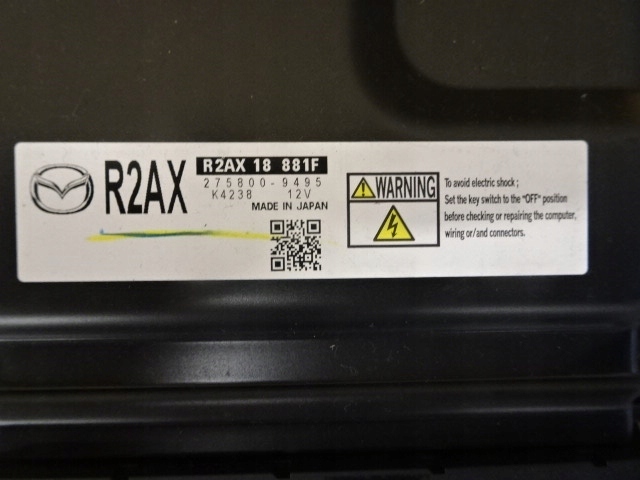 R2AX
R2AX 18 881F
275800-9495
K4238 12V
MADE IN JAPAN
WARNING
To avoid electric shock ;
Set the key switch to the "OFF" position
before checking or repairing the computer,
wiring or/and connectors.